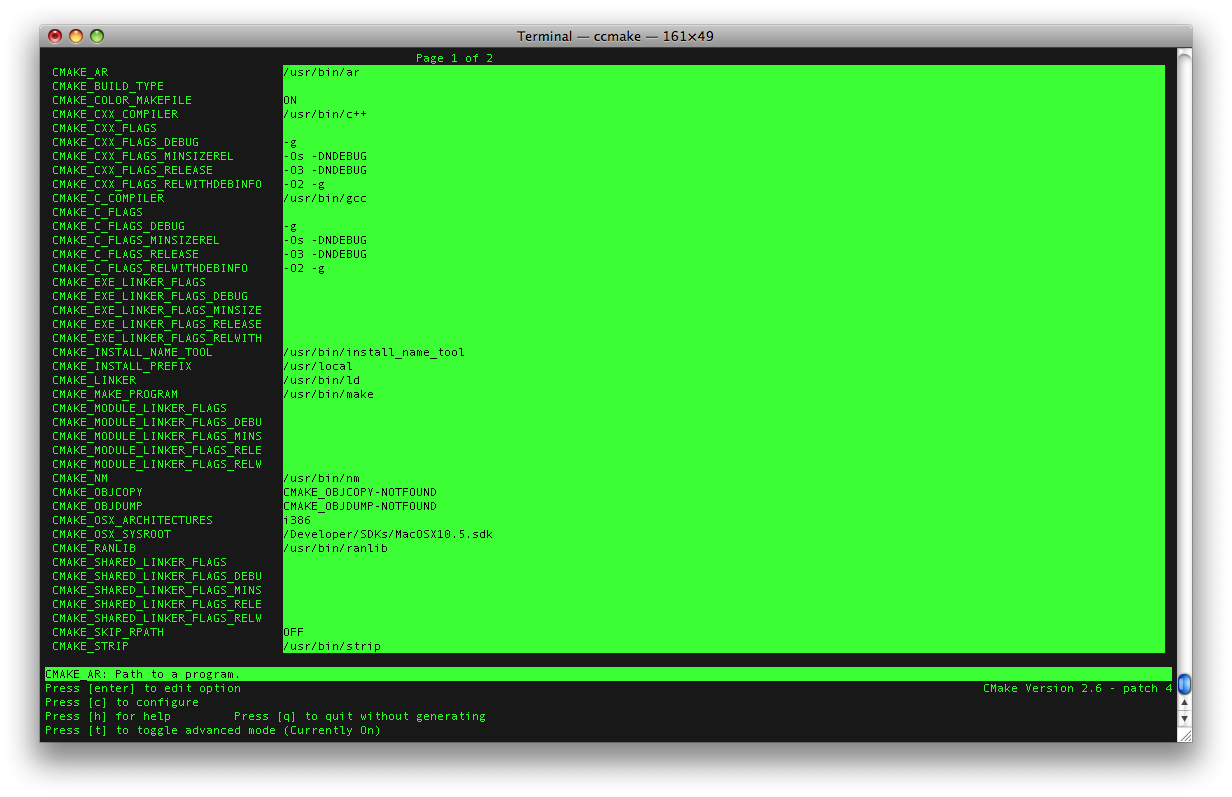 Terminal — ccmake — 161×49
Page 1 of 2
CMAKE_AR /usr/bin/ar
CMAKE_BUILD_TYPE
CMAKE_COLOR_MAKEFILE ON
CMAKE_CXX_COMPILER /usr/bin/c++
CMAKE_CXX_FLAGS
CMAKE_CXX_FLAGS_DEBUG -g
CMAKE_CXX_FLAGS_MINSIZEREL -Os -DNDEBUG
CMAKE_CXX_FLAGS_RELEASE -O3 -DNDEBUG
CMAKE_CXX_FLAGS_RELWITHDEBINFO -O2 -g
CMAKE_C_COMPILER /usr/bin/gcc
CMAKE_C_FLAGS
CMAKE_C_FLAGS_DEBUG -g
CMAKE_C_FLAGS_MINSIZEREL -Os -DNDEBUG
CMAKE_C_FLAGS_RELEASE -O3 -DNDEBUG
CMAKE_C_FLAGS_RELWITHDEBINFO -O2 -g
CMAKE_EXE_LINKER_FLAGS
CMAKE_EXE_LINKER_FLAGS_DEBUG
CMAKE_EXE_LINKER_FLAGS_MINSIZE
CMAKE_EXE_LINKER_FLAGS_RELEASE
CMAKE_EXE_LINKER_FLAGS_RELWITH
CMAKE_INSTALL_NAME_TOOL /usr/bin/install_name_tool
CMAKE_INSTALL_PREFIX /usr/local
CMAKE_LINKER /usr/bin/ld
CMAKE_MAKE_PROGRAM /usr/bin/make
CMAKE_MODULE_LINKER_FLAGS
CMAKE_MODULE_LINKER_FLAGS_DEBU
CMAKE_MODULE_LINKER_FLAGS_MINS
CMAKE_MODULE_LINKER_FLAGS_RELE
CMAKE_MODULE_LINKER_FLAGS_RELW
CMAKE_NM /usr/bin/nm
CMAKE_OBJCOPY CMAKE_OBJCOPY-NOTFOUND
CMAKE_OBJDUMP CMAKE_OBJDUMP-NOTFOUND
CMAKE_OSX_ARCHITECTURES i386
CMAKE_OSX_SYSROOT /Developer/SDKs/MacOSX10.5.sdk
CMAKE_RANLIB /usr/bin/ranlib
CMAKE_SHARED_LINKER_FLAGS
CMAKE_SHARED_LINKER_FLAGS_DEBU
CMAKE_SHARED_LINKER_FLAGS_MINS
CMAKE_SHARED_LINKER_FLAGS_RELE
CMAKE_SHARED_LINKER_FLAGS_RELW
CMAKE_SKIP_RPATH OFF
CMAKE_STRIP /usr/bin/strip
CMAKE_AR: Path to a program.
Press [enter] to edit option CMake Version 2.6 - patch 4
Press [c] to configure
Press [h] for help Press [q] to quit without generating
Press [t] to toggle advanced mode (Currently On)